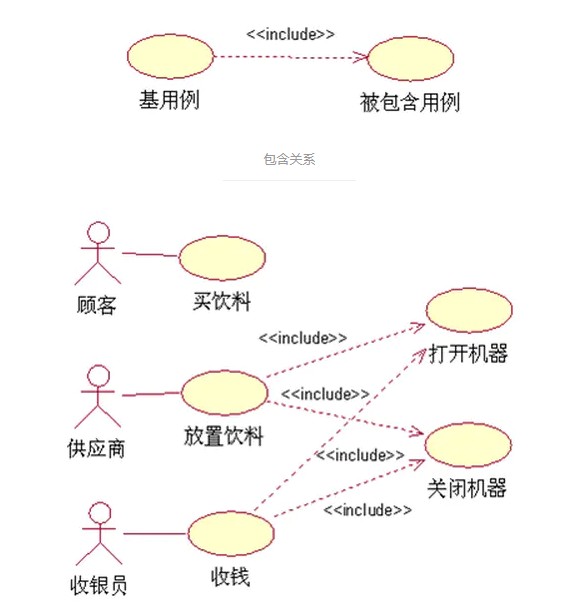 <<include>>
基用例
被包含用例
包含关系
顾客
买饮料
<<include>>
打开机器
<<include>>
供应商
放置饮料
<<include>>
关闭机器
<<include>>
收银员
收钱